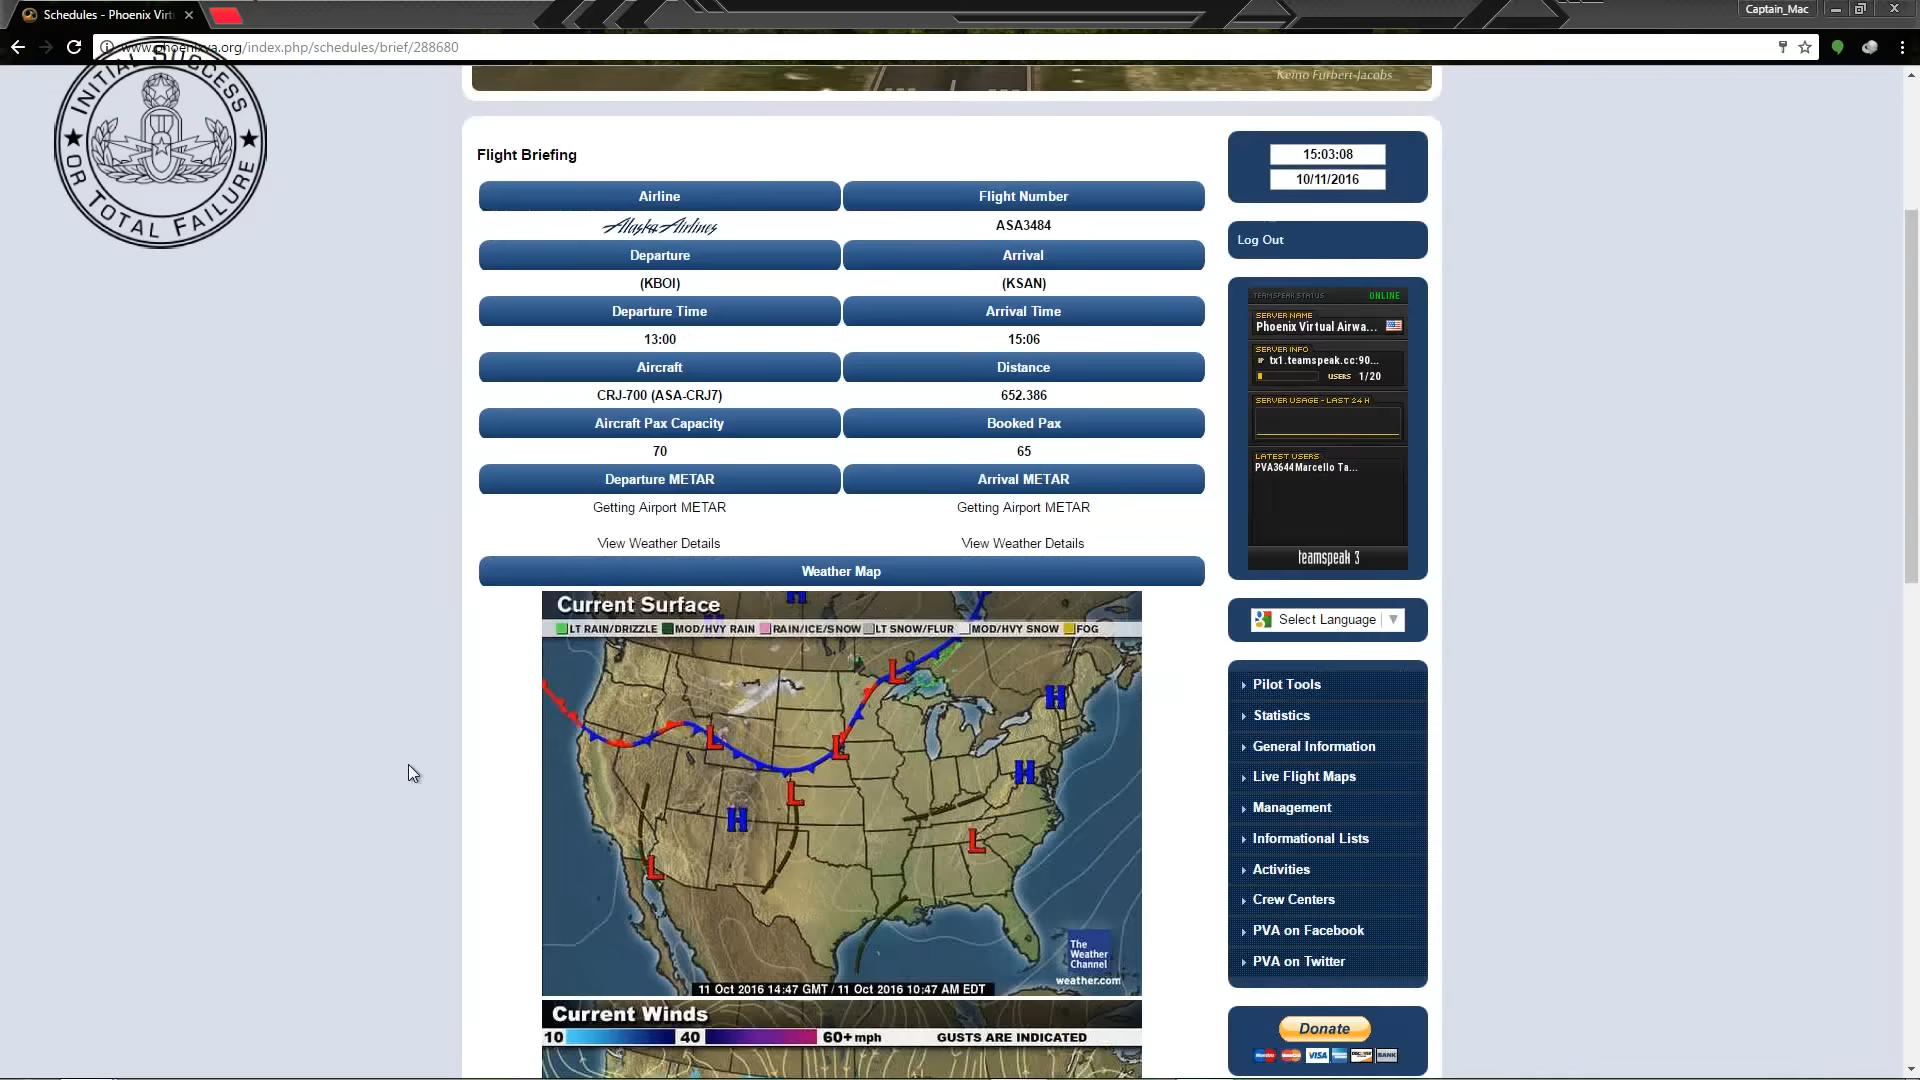 Schedules - Phoenix Virt
Captain_Mac
www.phoenixva.org/index.php/schedules/brief/288680
INITIAL SUCCESS
OR TOTAL FAILURE
Keino Furbert-Jacobs
Flight Briefing
Airline
Flight Number
Alaska Airlines
ASA3484
Departure
Arrival
(KBOI)
(KSAN)
Departure Time
Arrival Time
13:00
15:06
Aircraft
Distance
CRJ-700 (ASA-CRJ7)
652.386
Aircraft Pax Capacity
Booked Pax
70
65
Departure METAR
Arrival METAR
Getting Airport METAR
Getting Airport METAR
View Weather Details
View Weather Details
Weather Map
Current Surface
LT RAIN/DRIZZLE MOD/HVY RAIN RAIN/ICE/SNOW LT SNOW/FLUR MOD/HVY SNOW FOG
H
H
L
H
L
L
H
L
H
L
L
The
Weather
Channel
weather.com
11 Oct 2016 14:47 GMT / 11 Oct 2016 10:47 AM EDT
Current Winds
10 40 60+ mph GUSTS ARE INDICATED
15:03:08
10/11/2016
Log Out
TEAMSPEAK STATUS ONLINE
SERVER NAME
Phoenix Virtual Airwa...
SERVER INFO
IP tx1.teamspeak.cc:90...
USERS 1/20
SERVER USAGE - LAST 24 H
LATEST USERS
PVA3644 Marcello Ta...
teamspeak 3
Select Language
Pilot Tools
Statistics
General Information
Live Flight Maps
Management
Informational Lists
Activities
Crew Centers
PVA on Facebook
PVA on Twitter
Donate
VISA
BANK